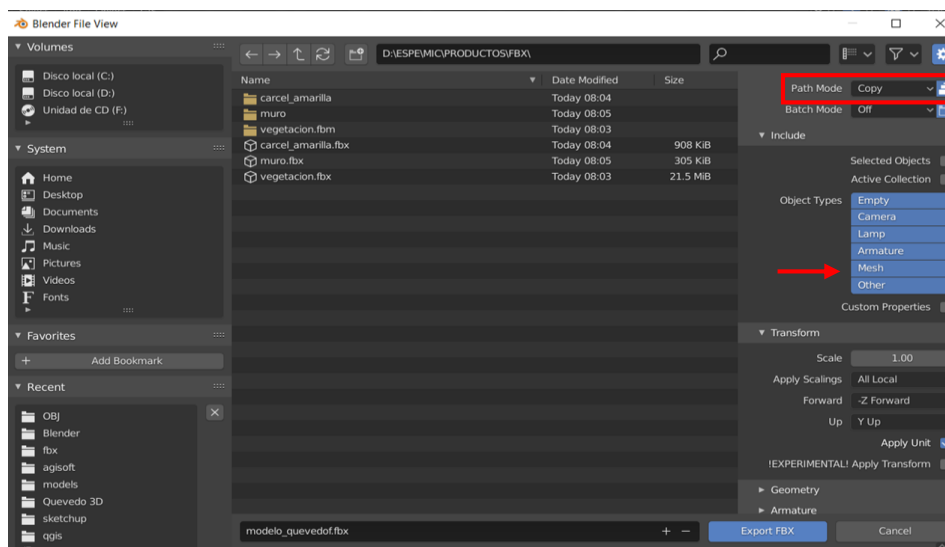 Blender File View
Volumes
Disco local (C:)
Disco local (D:)
Unidad de CD (F:)
System
Home
Desktop
Documents
Downloads
Music
Pictures
Videos
Fonts
Favorites
Add Bookmark
Recent
OBJ
Blender
fbx
agisoft
models
Quevedo 3D
sketchup
qgis
D:\ESPE\MIC\PRODUCTOS\FBX\
Name Date Modified Size
carcel_amarilla Today 08:04
muro Today 08:05
vegetacion.fbm Today 08:03
carcel_amarilla.fbx Today 08:04 908 KiB
muro.fbx Today 08:05 305 KiB
vegetacion.fbx Today 08:03 21.5 MiB
modelo_quevedof.fbx
Path Mode Copy
Batch Mode Off
Include
Selected Objects
Active Collection
Object Types Empty
Camera
Lamp
Armature
Mesh
Other
Custom Properties
Transform
Scale 1.00
Apply Scalings All Local
Forward -Z Forward
Up Y Up
Apply Unit
!EXPERIMENTAL! Apply Transform
Geometry
Armature
Export FBX Cancel